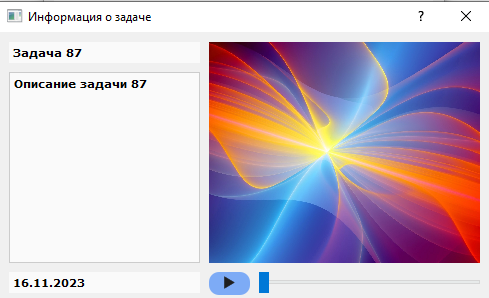 Информация о задаче
Задача 87
Описание задачи 87
16.11.2023